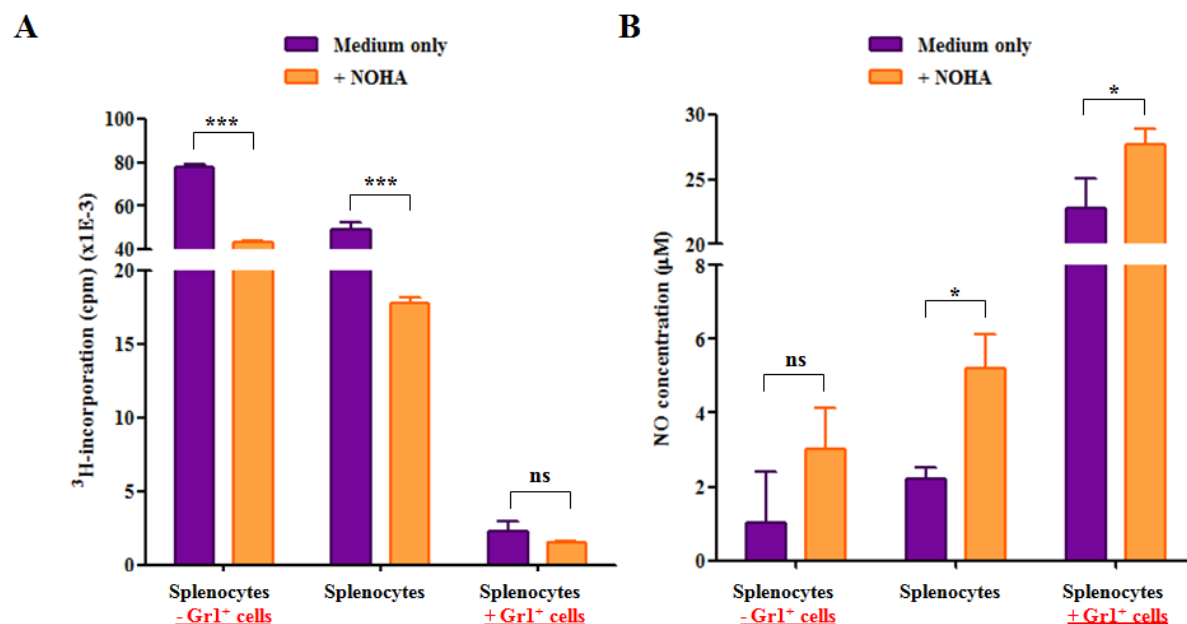 A
Medium only
+ NOHA
³H-incorporation (cpm) (x1E-3)
100
80
60
40
20
15
10
5
0
***
***
ns
Splenocytes
- Gr1⁺ cells
Splenocytes
Splenocytes
+ Gr1⁺ cells
B
Medium only
+ NOHA
NO concentration (µM)
30
25
20
8
6
4
2
0
ns
*
*
Splenocytes
- Gr1⁺ cells
Splenocytes
Splenocytes
+ Gr1⁺ cells